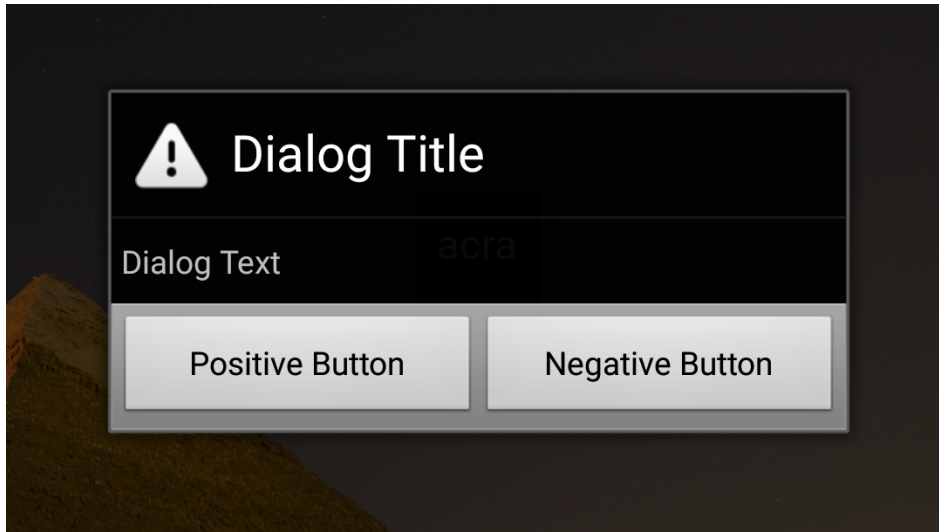 Dialog Title
acra
Dialog Text
Positive Button
Negative Button